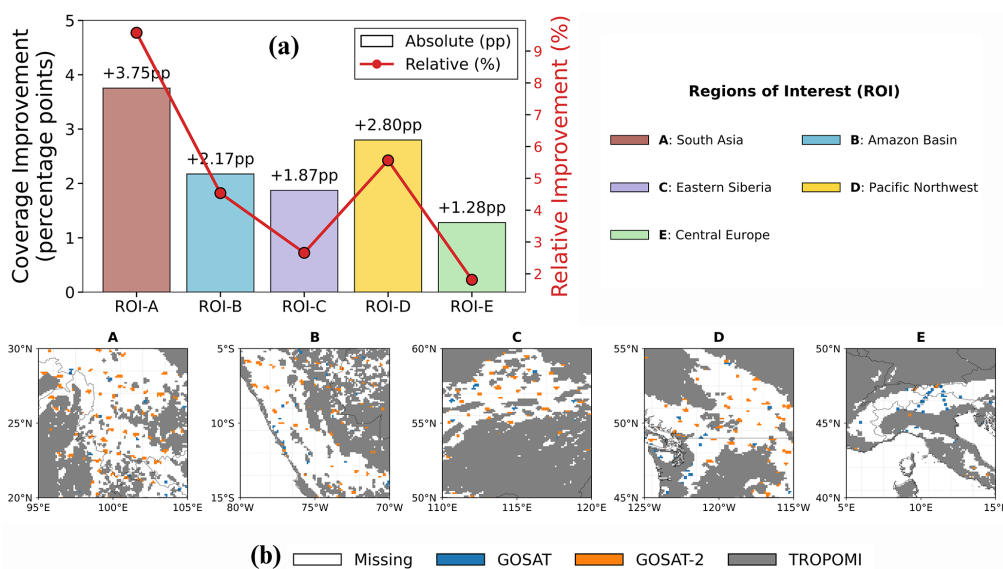 (a)
Absolute (pp)
Relative (%)
Coverage Improvement
(percentage points)
Relative Improvement (%)
5
4
3
2
1
0
9
8
7
6
5
4
3
2
+3.75pp
+2.17pp
+1.87pp
+2.80pp
+1.28pp
ROI-A ROI-B ROI-C ROI-D ROI-E
Regions of Interest (ROI)
A: South Asia B: Amazon Basin
C: Eastern Siberia D: Pacific Northwest
E: Central Europe
A
30°N
25°N
20°N
95°E 100°E 105°E
B
5°S
10°S
15°S
80°W 75°W 70°W
C
60°N
55°N
50°N
110°E 115°E 120°E
D
55°N
50°N
45°N
125°W 120°W 115°W
E
50°N
45°N
40°N
5°E 10°E 15°E
(b) Missing GOSAT GOSAT-2 TROPOMI